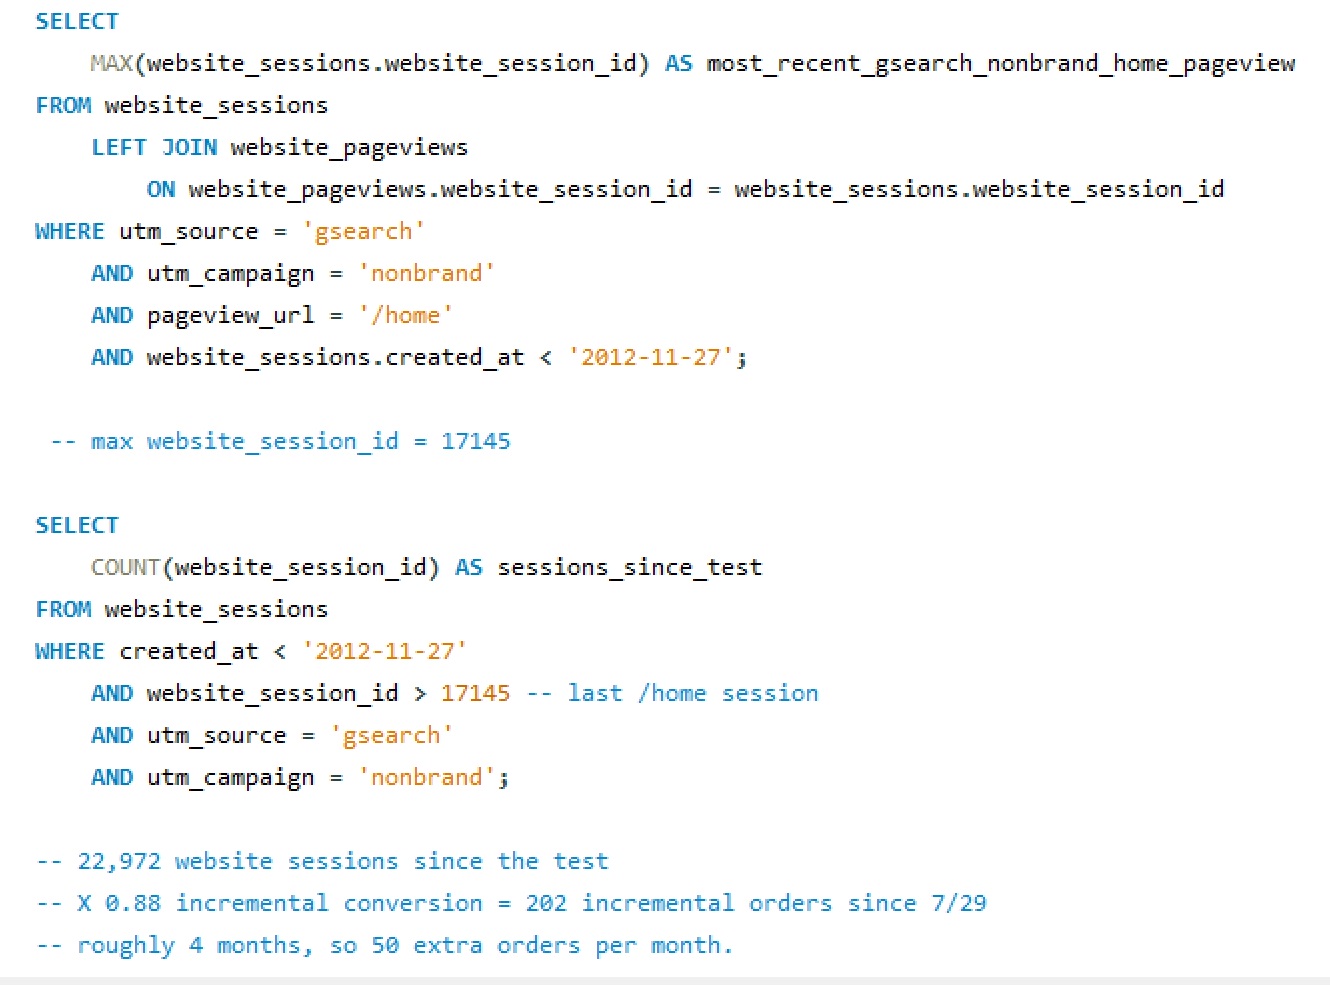 SELECT
MAX(website_sessions.website_session_id) AS most_recent_gsearch_nonbrand_home_pageview
FROM website_sessions
LEFT JOIN website_pageviews
ON website_pageviews.website_session_id = website_sessions.website_session_id
WHERE utm_source = 'gsearch'
AND utm_campaign = 'nonbrand'
AND pageview_url = '/home'
AND website_sessions.created_at < '2012-11-27';
-- max website_session_id = 17145
SELECT
COUNT(website_session_id) AS sessions_since_test
FROM website_sessions
WHERE created_at < '2012-11-27'
AND website_session_id > 17145 -- last /home session
AND utm_source = 'gsearch'
AND utm_campaign = 'nonbrand';
-- 22,972 website sessions since the test
-- X 0.88 incremental conversion = 202 incremental orders since 7/29
-- roughly 4 months, so 50 extra orders per month.